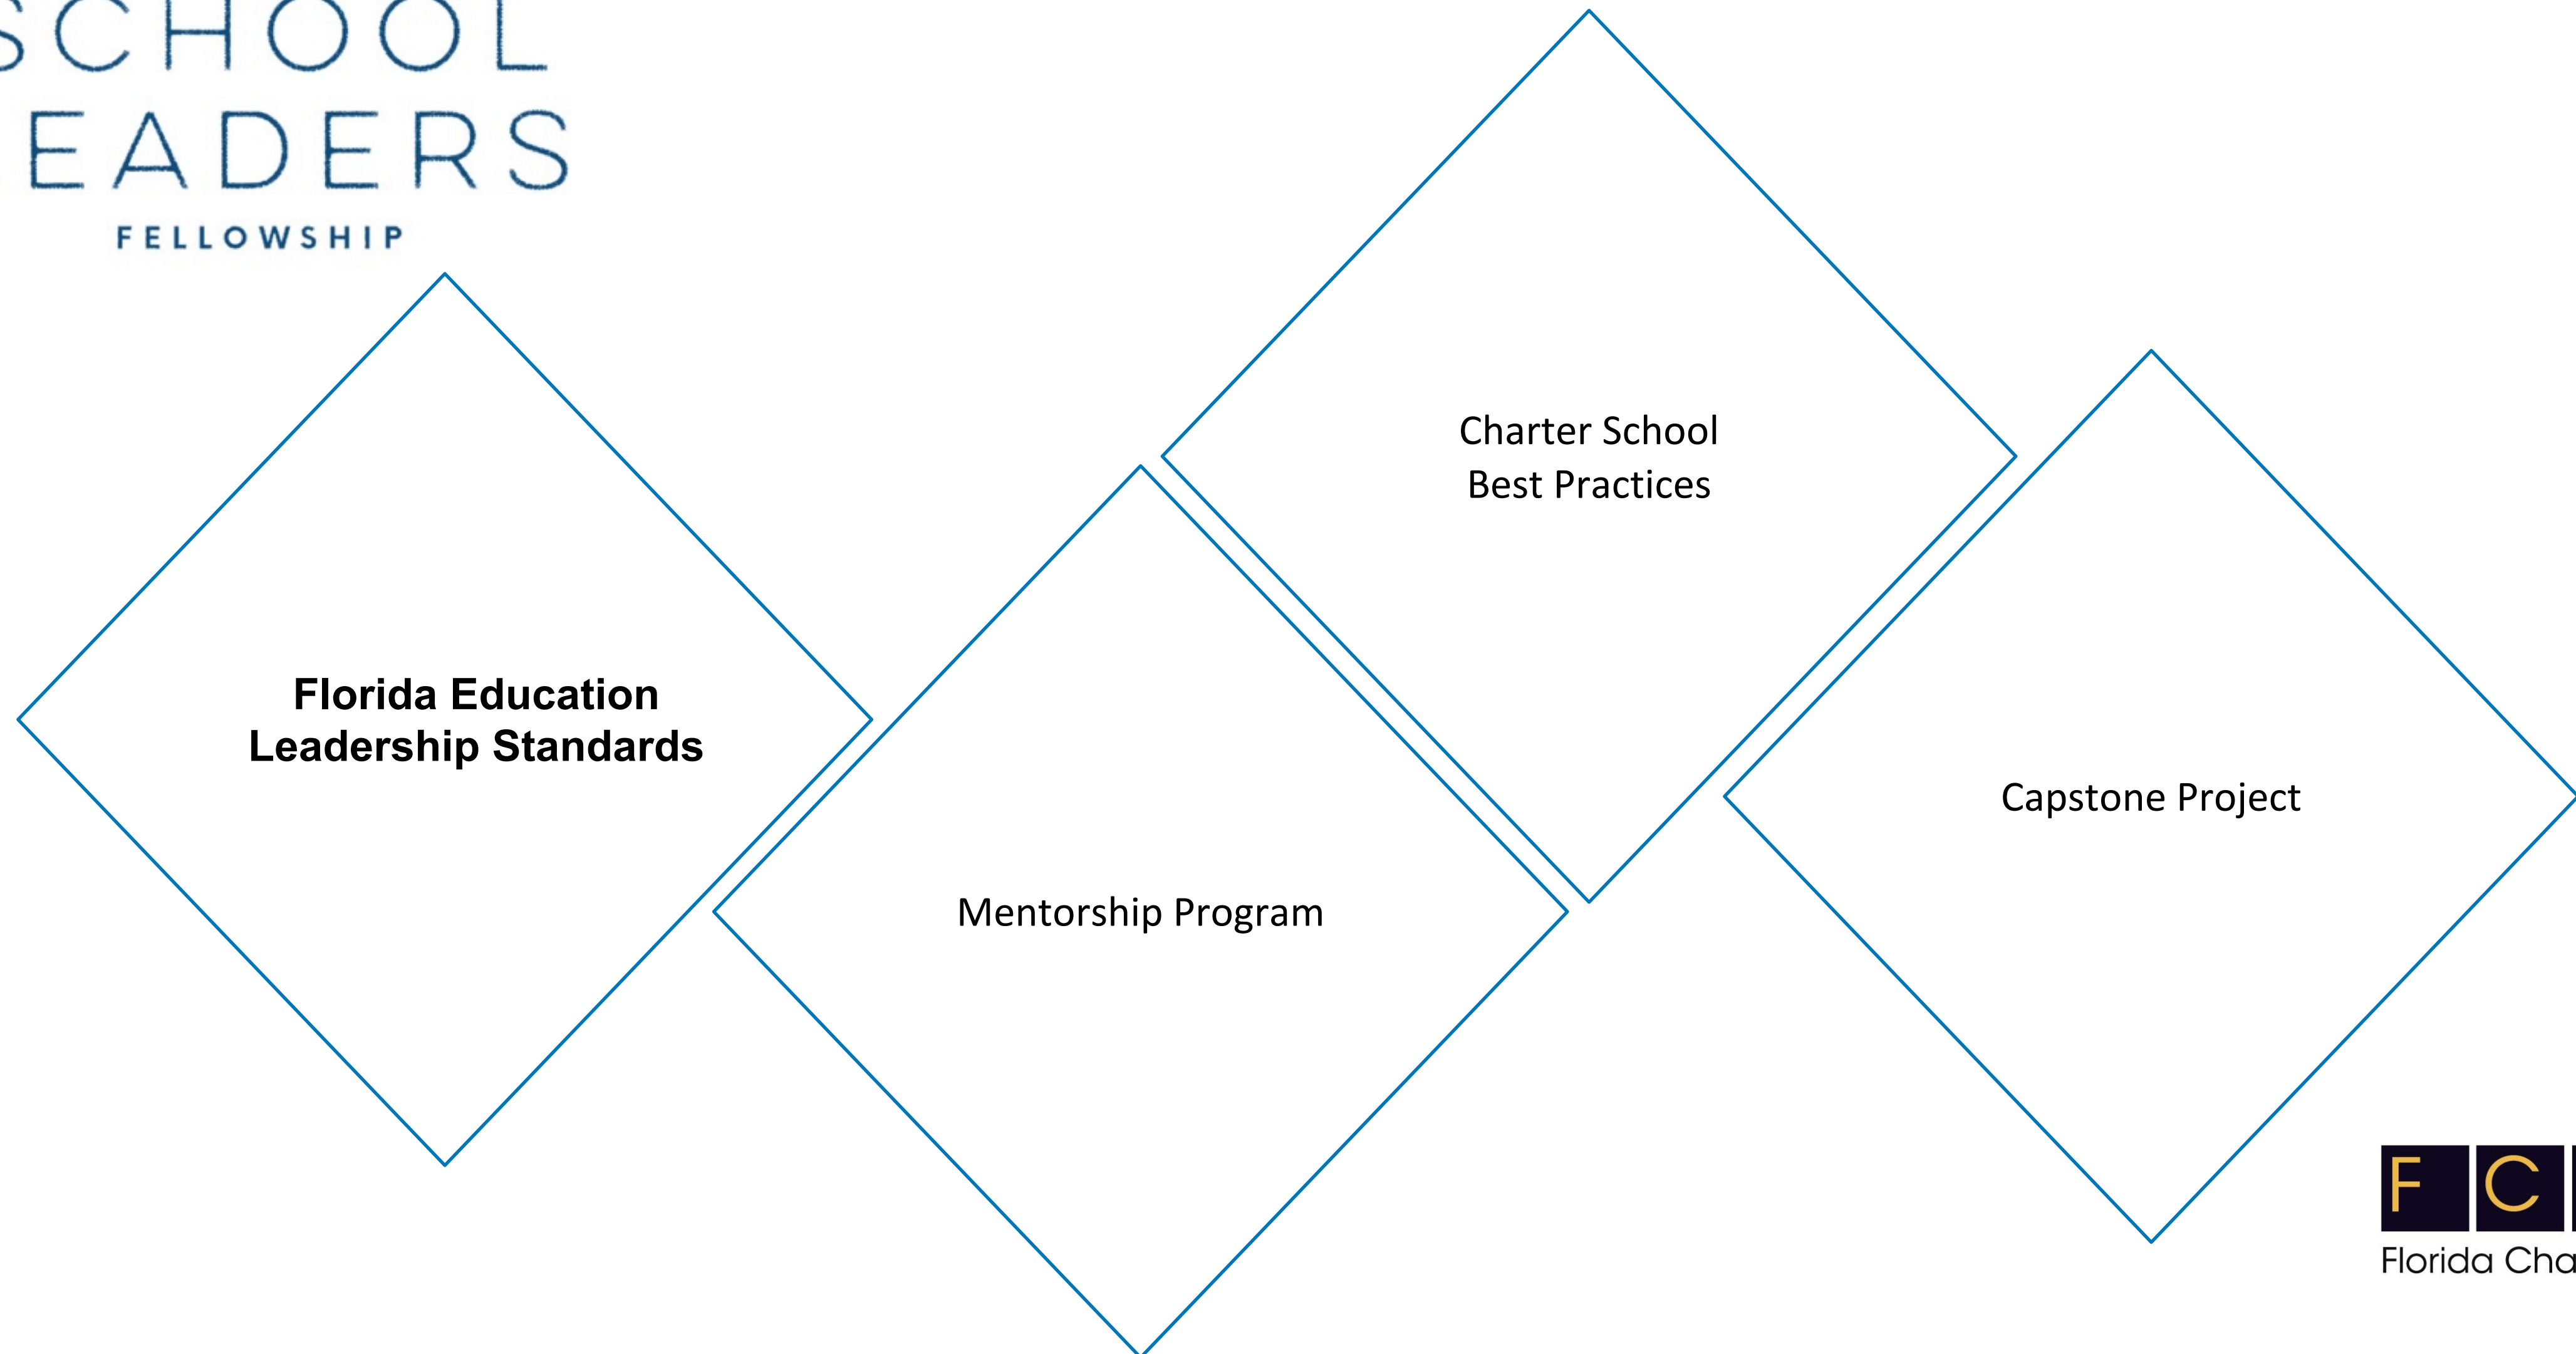 SCHOOL
EADERS
FELLOWSHIP
Charter School
Best Practices
Florida Education
Leadership Standards
Capstone Project
Mentorship Program
F C
Florida Cha